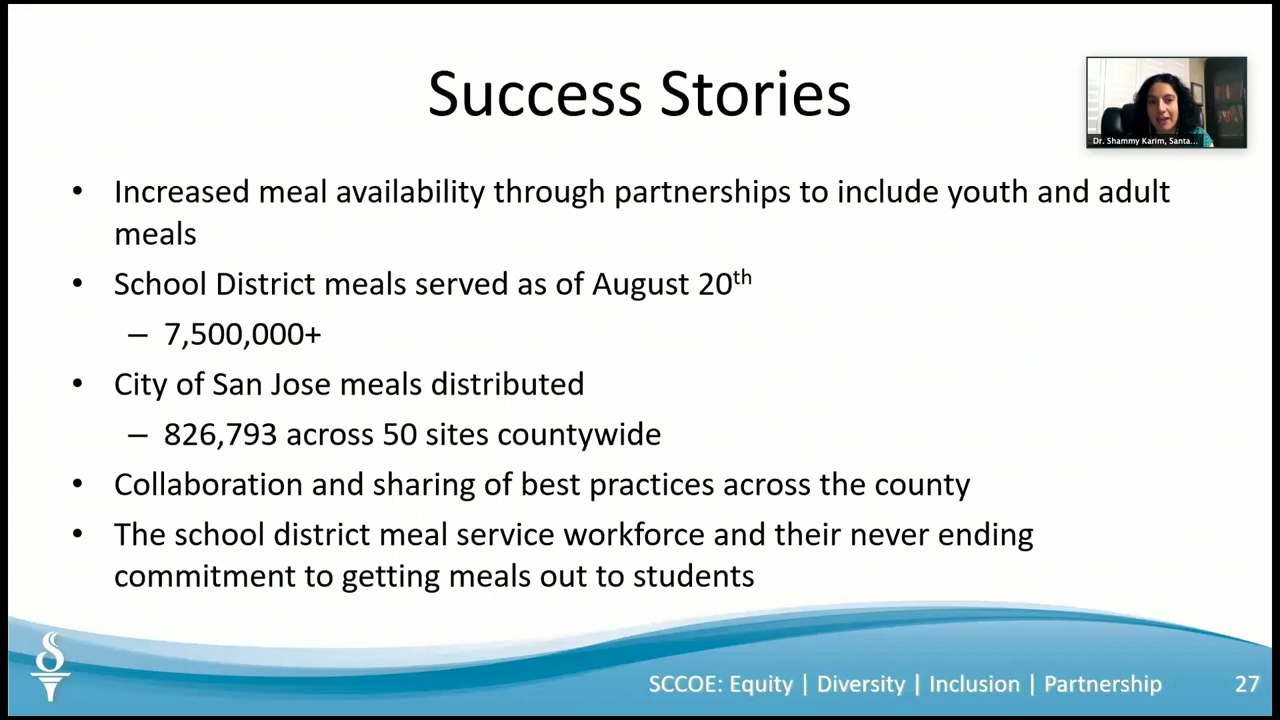 Success Stories
Dr. Shammy Karim, Santa...
• Increased meal availability through partnerships to include youth and adult
meals
• School District meals served as of August 20th
– 7,500,000+
• City of San Jose meals distributed
– 826,793 across 50 sites countywide
• Collaboration and sharing of best practices across the county
• The school district meal service workforce and their never ending
commitment to getting meals out to students
SCCOE: Equity | Diversity | Inclusion | Partnership
27